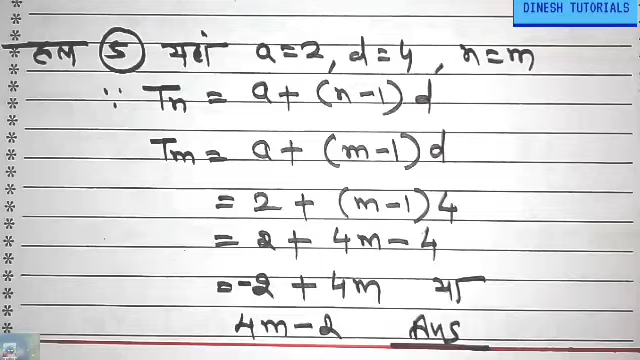 DINESH TUTORIALS
हल 5 यहां a=2, d=4, n=m
∵ Tn = a + (n-1) d
Tm = a + (m-1) d
= 2 + (m-1) 4
= 2 + 4m - 4
= -2 + 4m या
4m - 2 Ans